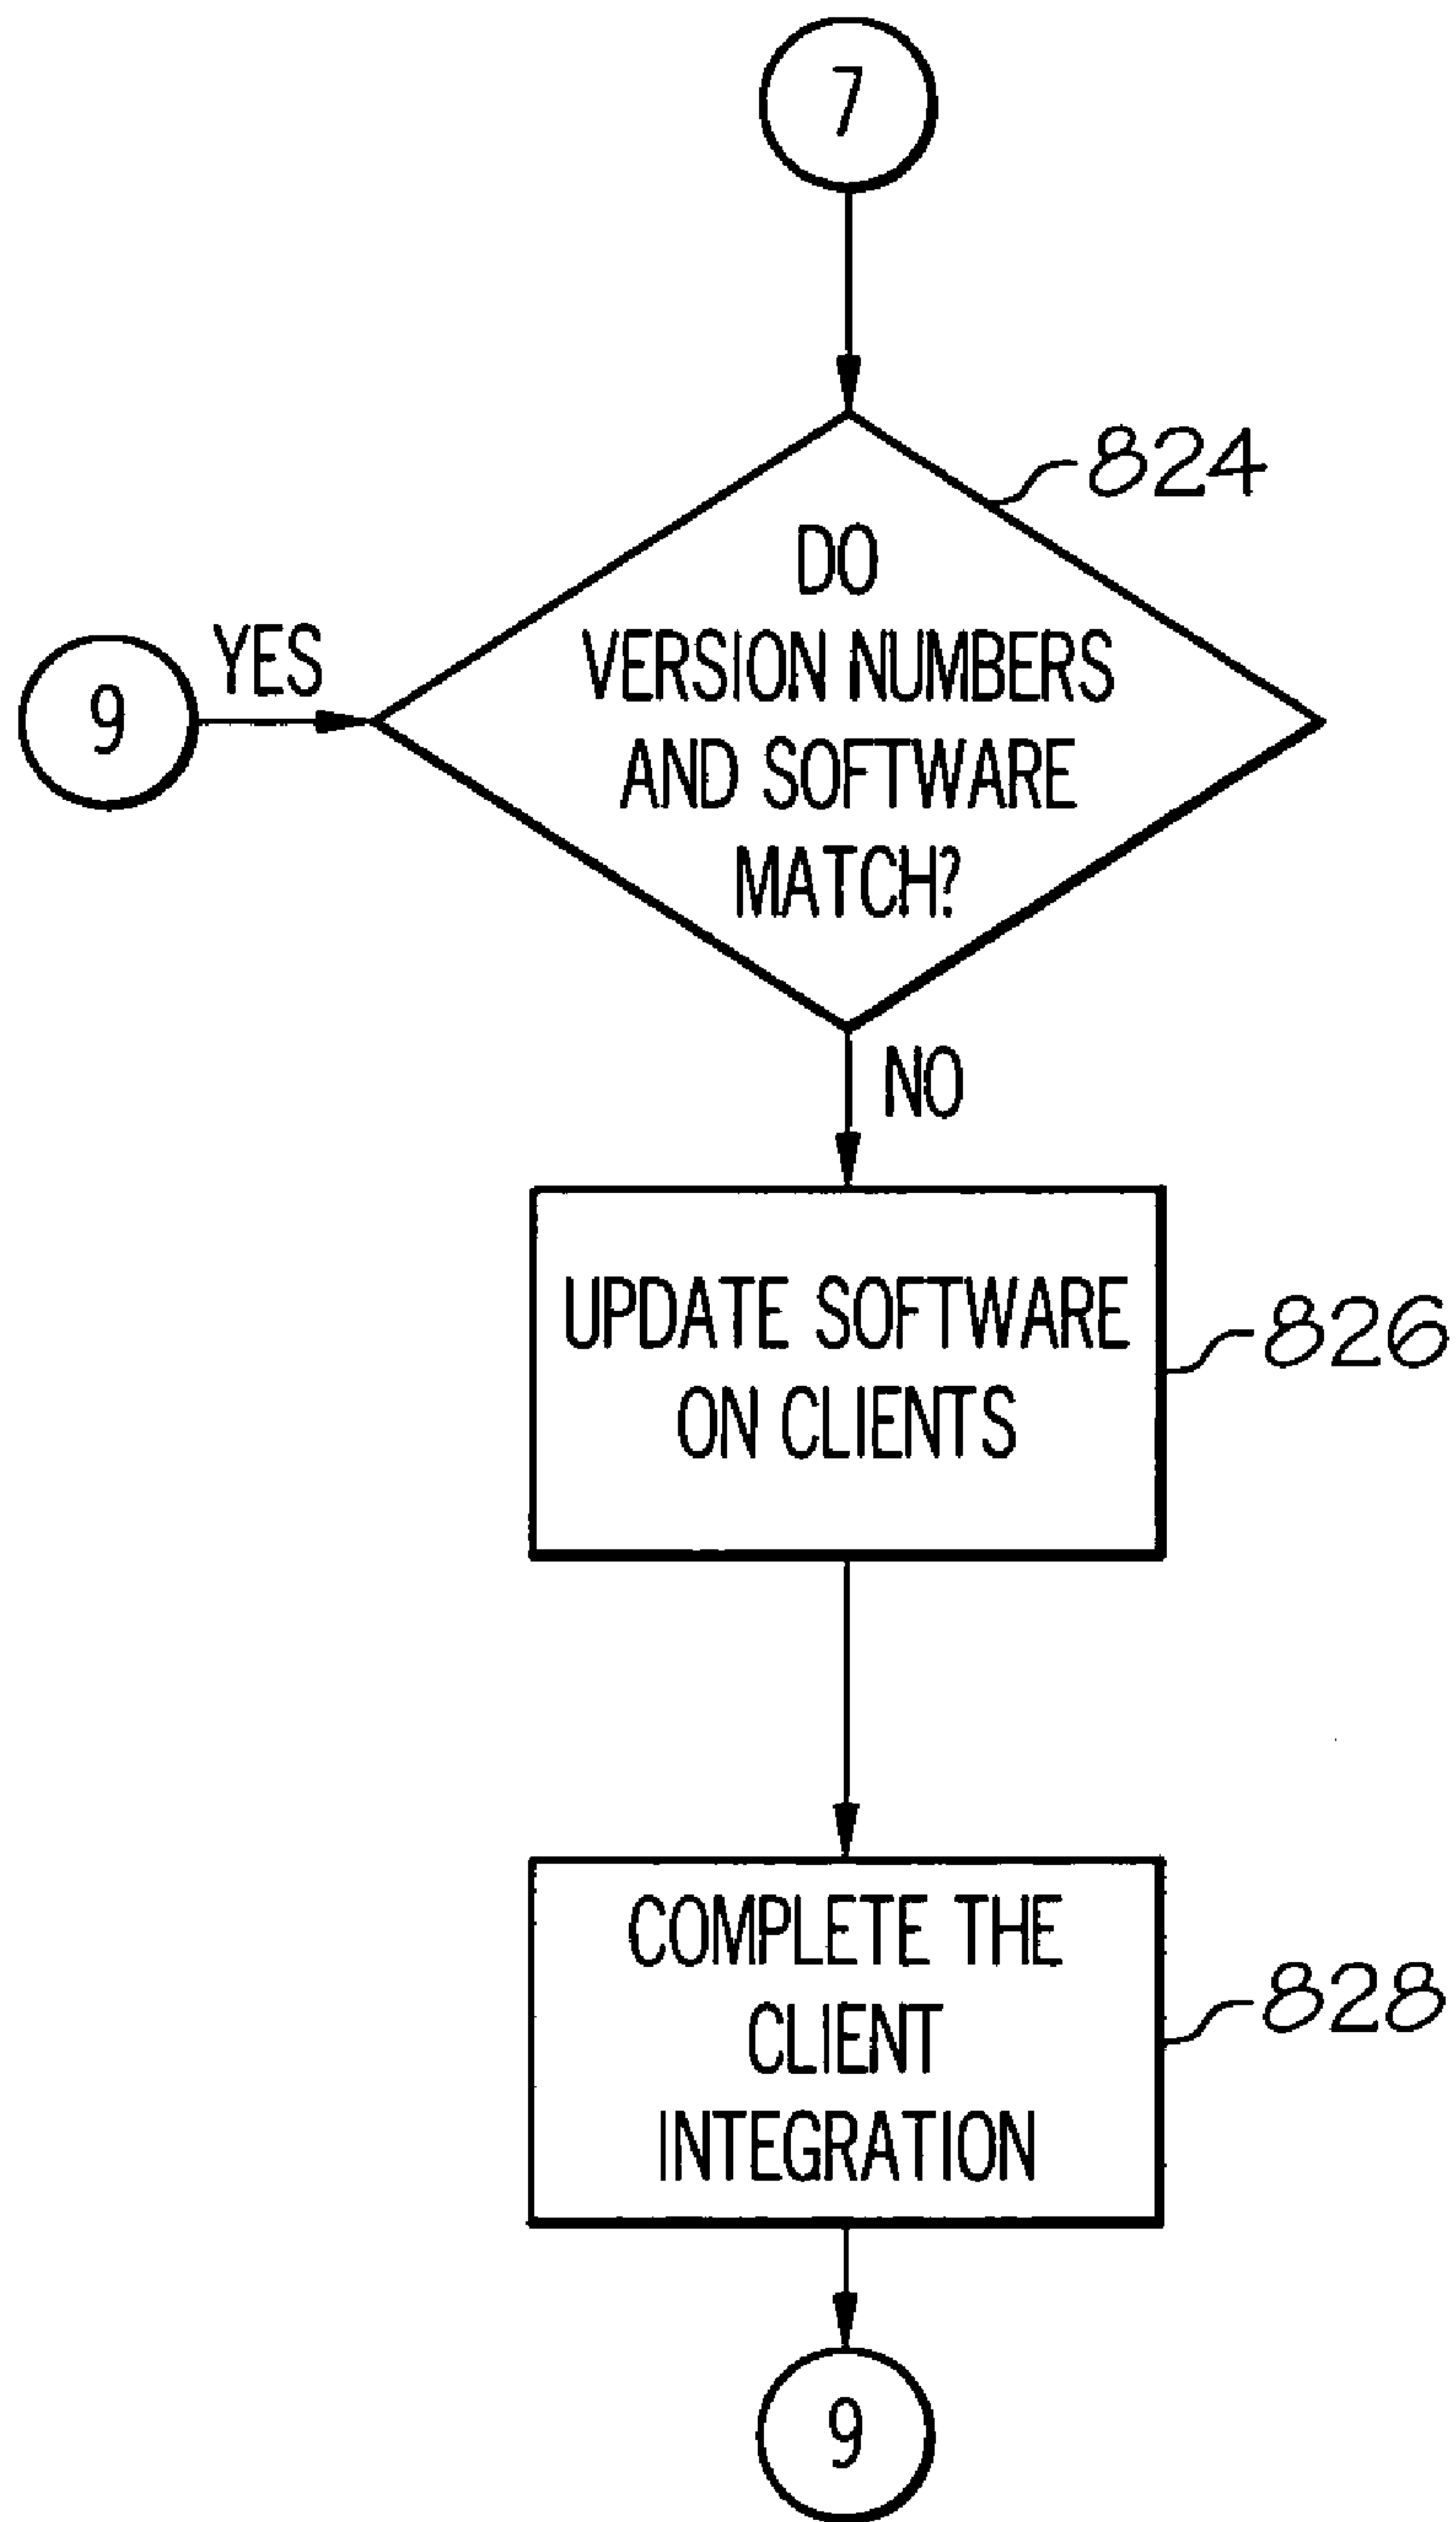 7
824
DO
VERSION NUMBERS
AND SOFTWARE
MATCH?
YES
9
NO
UPDATE SOFTWARE
ON CLIENTS
826
COMPLETE THE
CLIENT
INTEGRATION
828
9